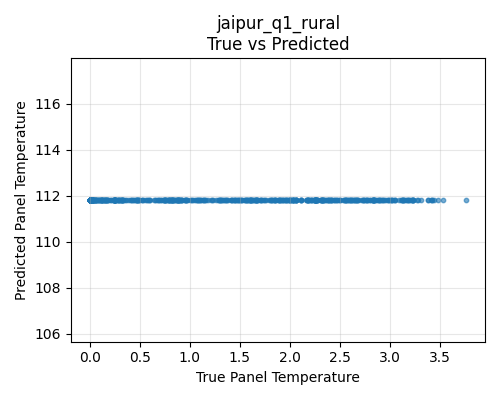 jaipur_q1_rural
True vs Predicted
Predicted Panel Temperature
116
114
112
110
108
106
0.0 0.5 1.0 1.5 2.0 2.5 3.0 3.5
True Panel Temperature